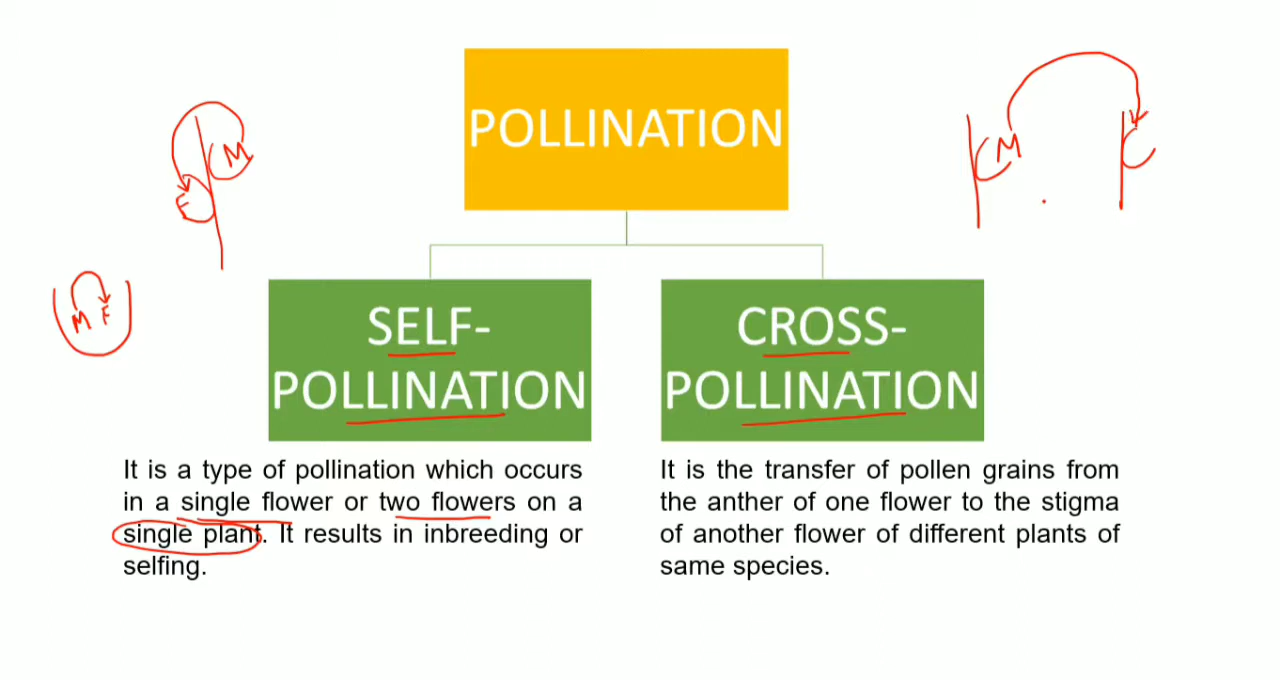 POLLINATION
M
F
M
M F
SELF-
POLLINATION
CROSS-
POLLINATION
It is a type of pollination which occurs
in a single flower or two flowers on a
single plant. It results in inbreeding or
selfing.
It is the transfer of pollen grains from
the anther of one flower to the stigma
of another flower of different plants of
same species.